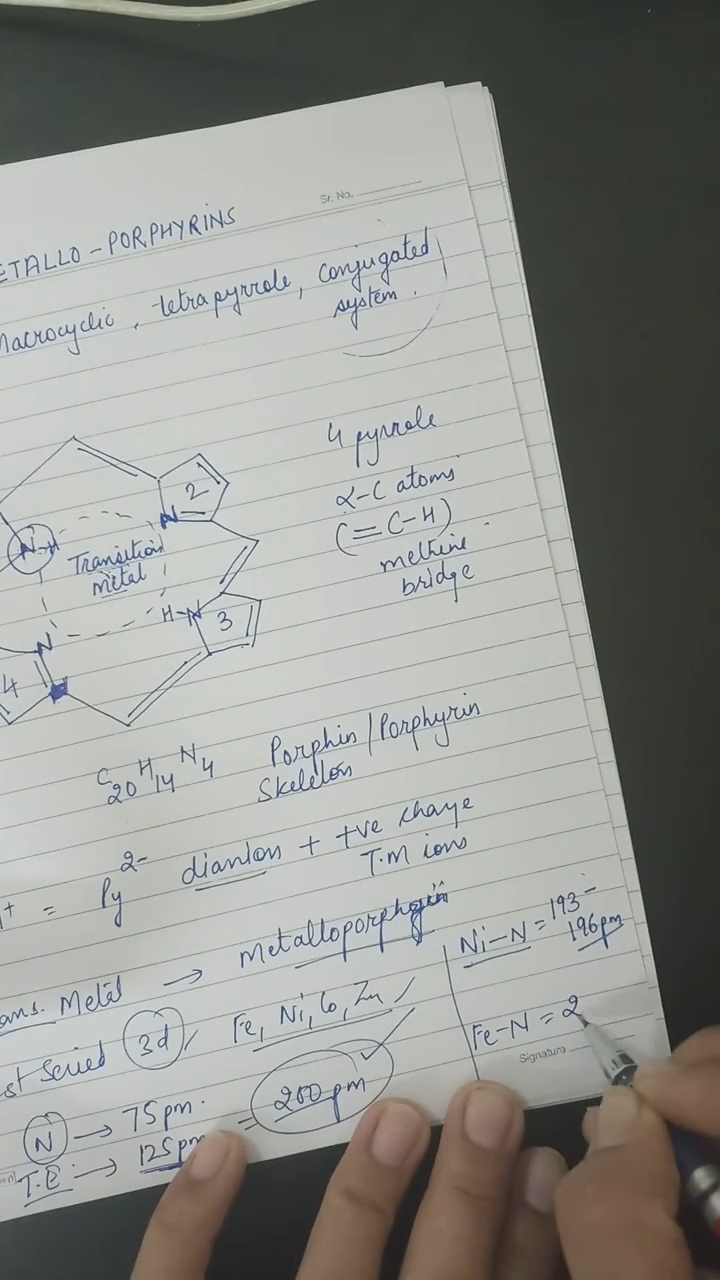 Sr. No.
ETALLO-PORPHYRINS
Macrocyclic, tetrapyrrole, conjugated
system.
4 pyrrole
α-C atoms
(=C-H)
methine
bridge
2
N
N-H
Transition
metal
H-N
3
N
4
C20H14N4 Porphin/Porphyrin
Skeleton
+ = Py2- dianion + +ve charge
T.M ions
ans. Metal → metalloporphyrin
st Series 3d, Fe, Ni, Co, Zn
Ni-N = 193-
196pm
Fe-N = 2
Signature
N → 75pm.
T.E → 125pm = 200pm